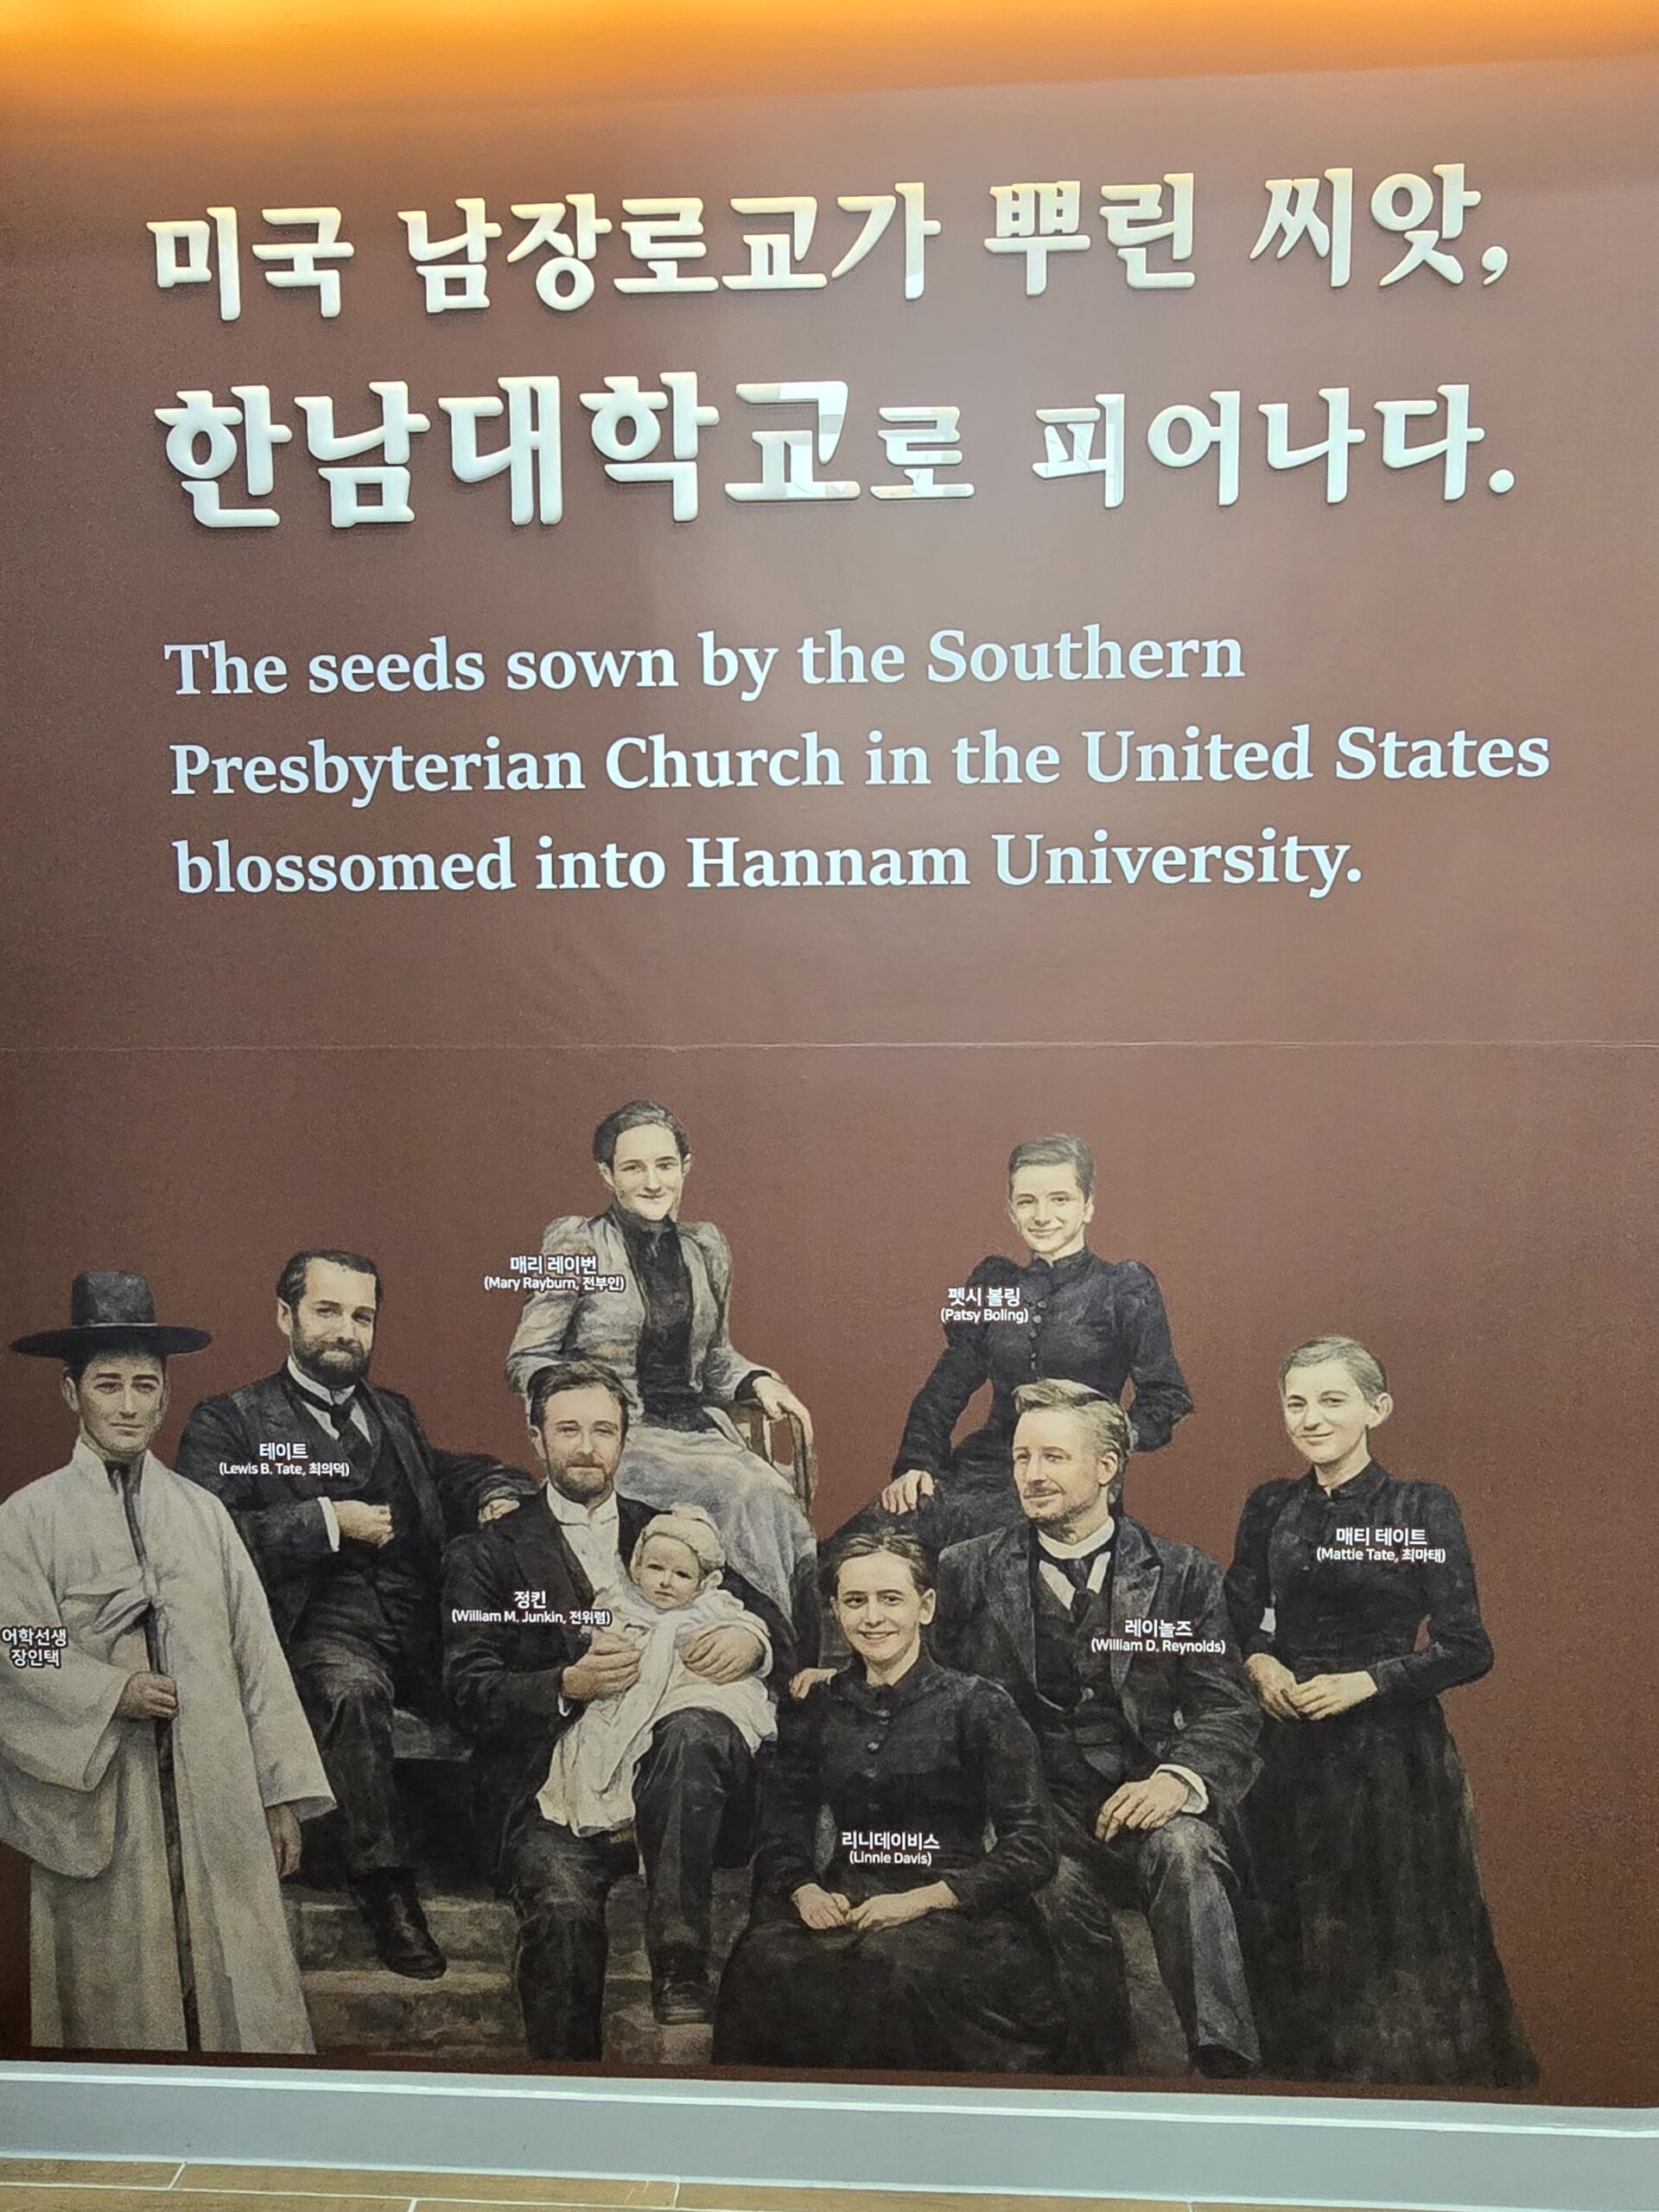 미국 남장로교가 뿌린 씨앗,
한남대학교로 피어나다.
The seeds sown by the Southern
Presbyterian Church in the United States
blossomed into Hannam University.
매리 레이번
(Mary Rayburn, 전부인)
펫시 볼링
(Patsy Boling)
테이트
(Lewis B. Tate, 최의덕)
매티 테이트
(Mattie Tate, 최마태)
정킨
(William M. Junkin, 전위렴)
레이놀즈
(William D. Reynolds)
어학선생
장인택
리니데이비스
(Linnie Davis)